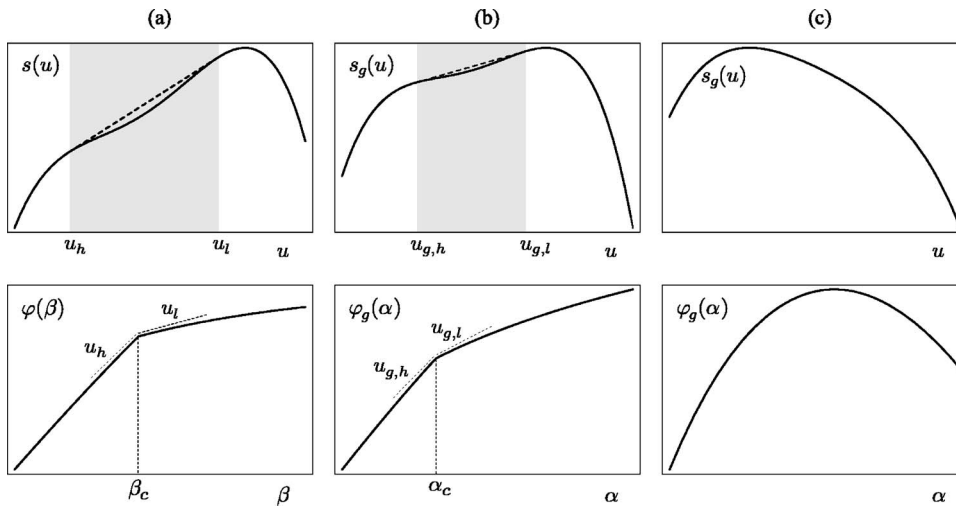 (a)
(b)
(c)
s(u)
u_h
u_l
u
s_g(u)
u_{g,h}
u_{g,l}
u
s_g(u)
u
φ(β)
u_h
u_l
β_c
β
φ_g(α)
u_{g,h}
u_{g,l}
α_c
α
φ_g(α)
α